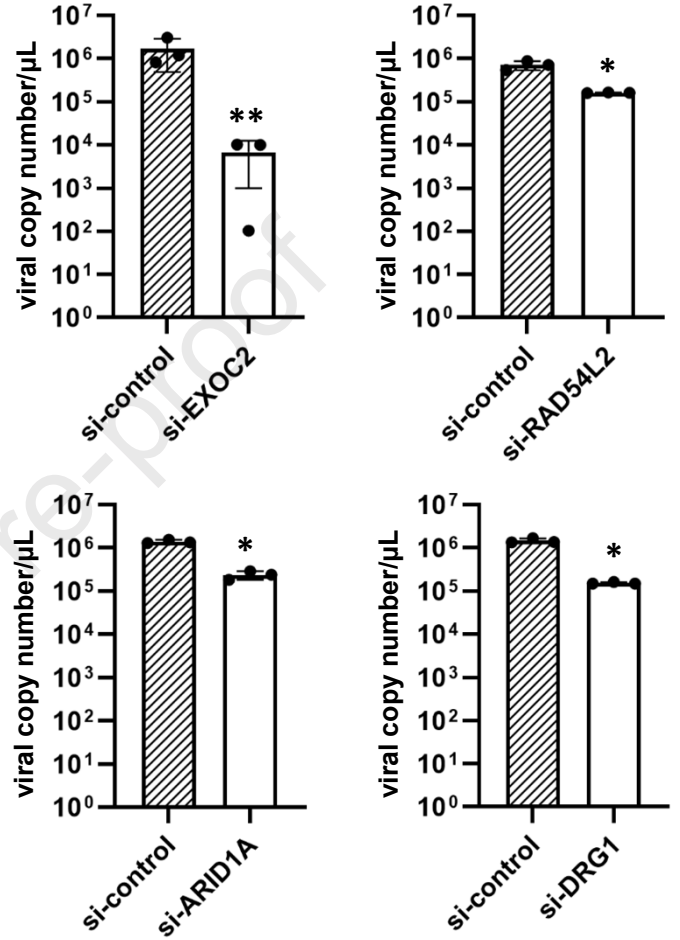 viral copy number/µL
10⁷
10⁶
10⁵
10⁴
10³
10²
10¹
10⁰
**
si-control
si-EXOC2
viral copy number/µL
10⁷
10⁶
10⁵
10⁴
10³
10²
10¹
10⁰
*
si-control
si-RAD54L2
re-proof
viral copy number/µL
10⁷
10⁶
10⁵
10⁴
10³
10²
10¹
10⁰
*
si-control
si-ARID1A
viral copy number/µL
10⁷
10⁶
10⁵
10⁴
10³
10²
10¹
10⁰
*
si-control
si-DRG1